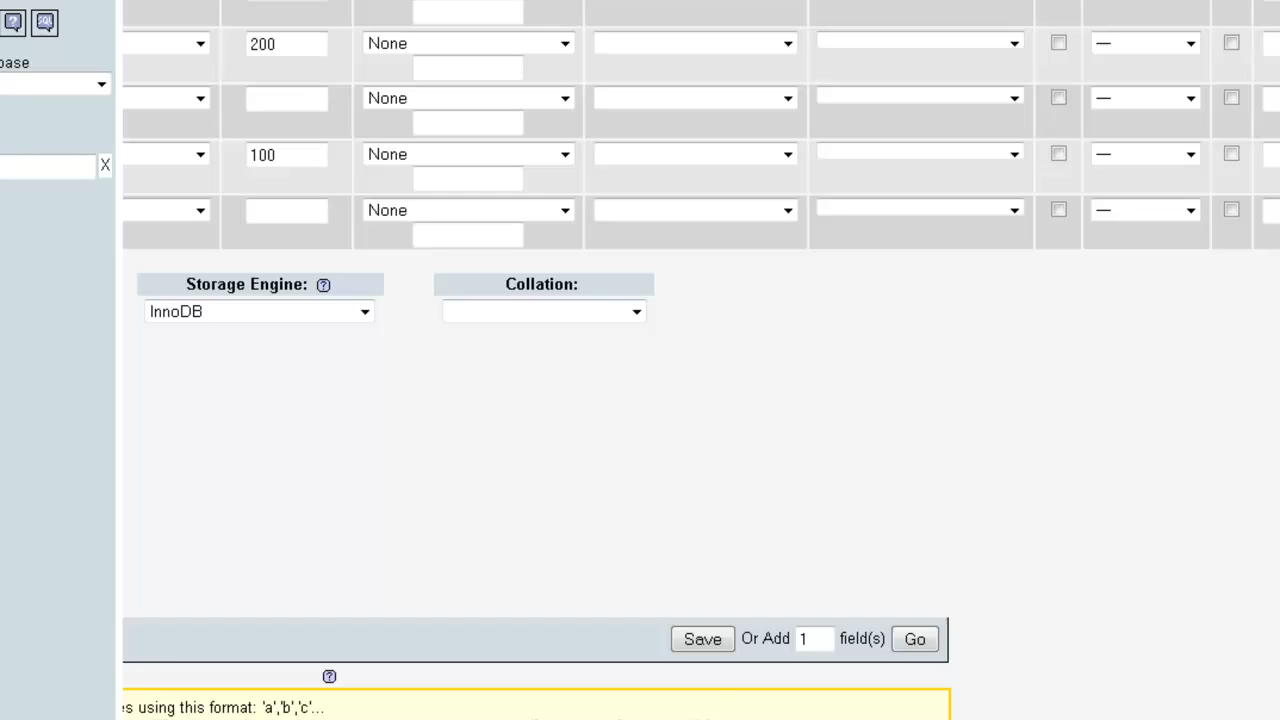 SQL
base
X
200 None —
None —
100 None —
None —
Storage Engine: Collation:
InnoDB
Save Or Add 1 field(s) Go
es using this format: 'a','b','c'...